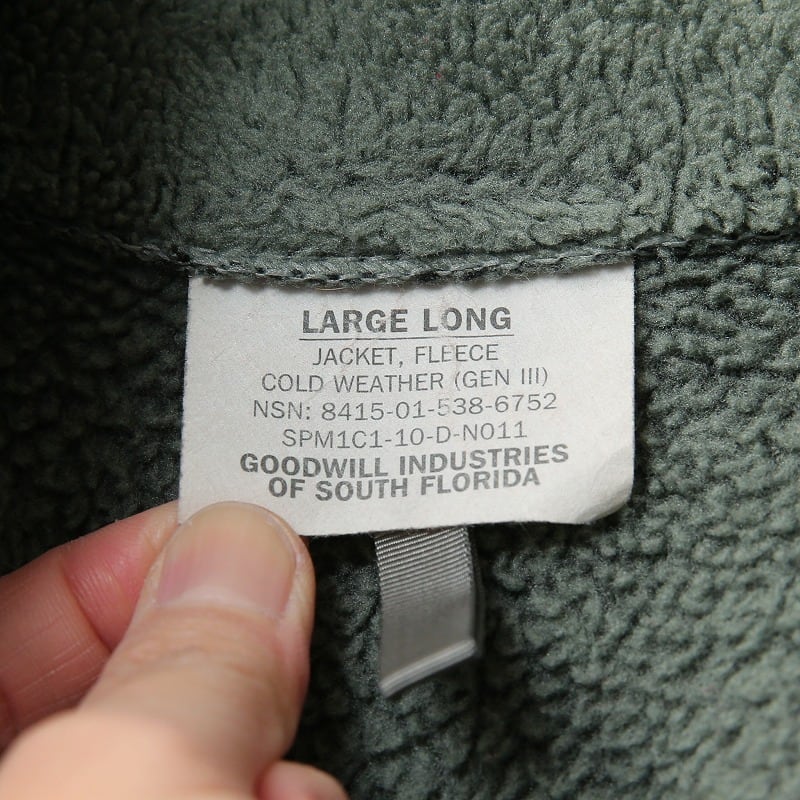 LARGE LONG
JACKET, FLEECE
COLD WEATHER (GEN III)
NSN: 8415-01-538-6752
SPM1C1-10-D-N011
GOODWILL INDUSTRIES
OF SOUTH FLORIDA